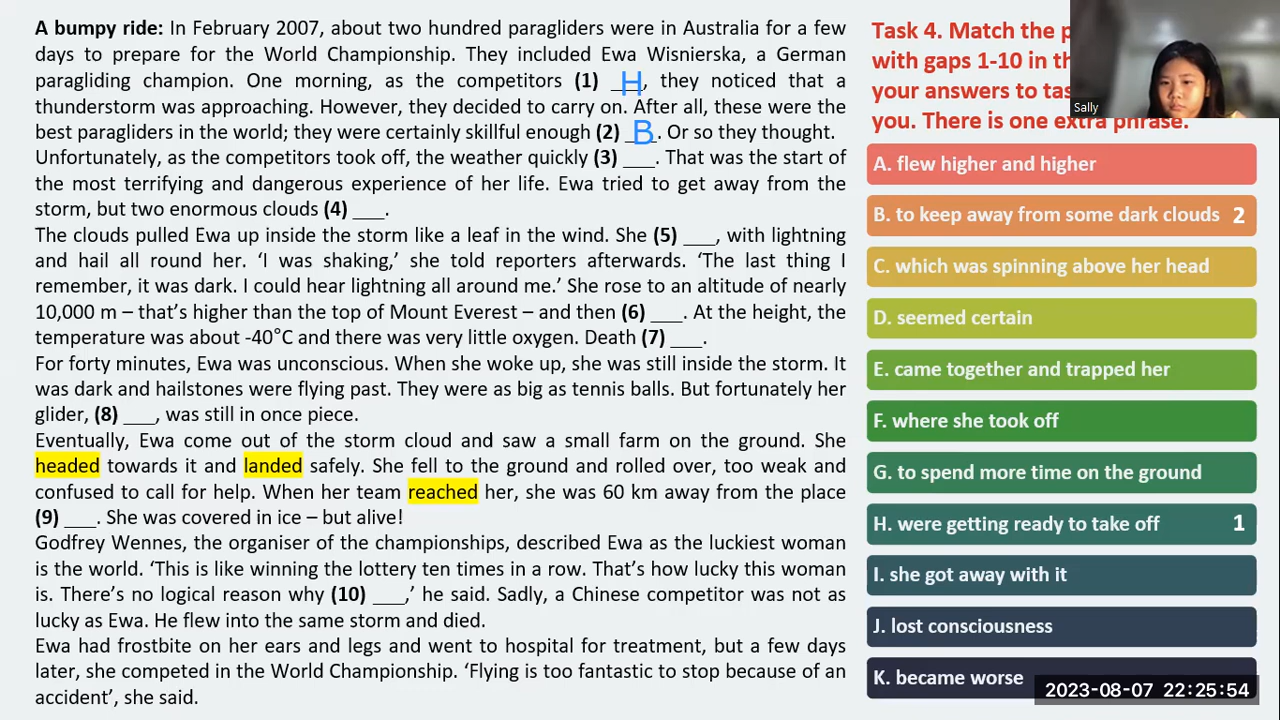 A bumpy ride: In February 2007, about two hundred paragliders were in Australia for a few
days to prepare for the World Championship. They included Ewa Wisnierska, a German
paragliding champion. One morning, as the competitors (1) __H_, they noticed that a
thunderstorm was approaching. However, they decided to carry on. After all, these were the
best paragliders in the world; they were certainly skillful enough (2) _B_. Or so they thought.
Unfortunately, as the competitors took off, the weather quickly (3) ___. That was the start of
the most terrifying and dangerous experience of her life. Ewa tried to get away from the
storm, but two enormous clouds (4) ___.
The clouds pulled Ewa up inside the storm like a leaf in the wind. She (5) ___, with lightning
and hail all round her. ‘I was shaking,’ she told reporters afterwards. ‘The last thing I
remember, it was dark. I could hear lightning all around me.’ She rose to an altitude of nearly
10,000 m – that’s higher than the top of Mount Everest – and then (6) ___. At the height, the
temperature was about -40°C and there was very little oxygen. Death (7) ___.
For forty minutes, Ewa was unconscious. When she woke up, she was still inside the storm. It
was dark and hailstones were flying past. They were as big as tennis balls. But fortunately her
glider, (8) ___, was still in once piece.
Eventually, Ewa come out of the storm cloud and saw a small farm on the ground. She
headed towards it and landed safely. She fell to the ground and rolled over, too weak and
confused to call for help. When her team reached her, she was 60 km away from the place
(9) ___. She was covered in ice – but alive!
Godfrey Wennes, the organiser of the championships, described Ewa as the luckiest woman
is the world. ‘This is like winning the lottery ten times in a row. That’s how lucky this woman
is. There’s no logical reason why (10) ___,’ he said. Sadly, a Chinese competitor was not as
lucky as Ewa. He flew into the same storm and died.
Ewa had frostbite on her ears and legs and went to hospital for treatment, but a few days
later, she competed in the World Championship. ‘Flying is too fantastic to stop because of an
accident’, she said.
Task 4. Match the
with gaps 1-10 in
your answers to
you. There is one extra phrase.
Sally
A. flew higher and higher
B. to keep away from some dark clouds 2
C. which was spinning above her head
D. seemed certain
E. came together and trapped her
F. where she took off
G. to spend more time on the ground
H. were getting ready to take off 1
I. she got away with it
J. lost consciousness
K. became worse
2023-08-07 22:25:54